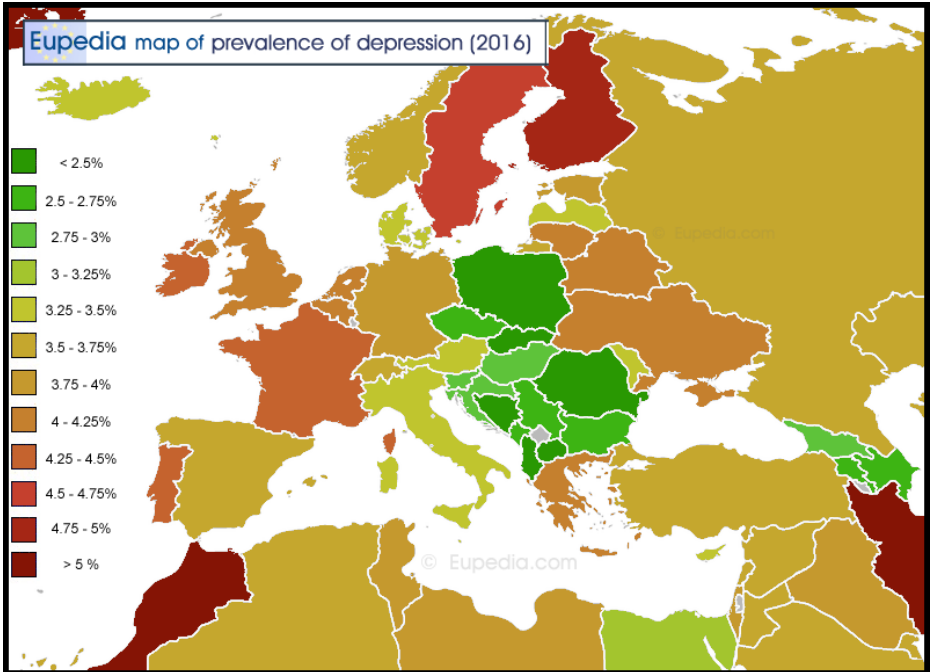 Eupedia map of prevalence of depression (2016)
< 2.5%
2.5 - 2.75%
2.75 - 3%
3 - 3.25%
3.25 - 3.5%
3.5 - 3.75%
3.75 - 4%
4 - 4.25%
4.25 - 4.5%
4.5 - 4.75%
4.75 - 5%
> 5 %
© Eupedia.com
© Eupedia.com